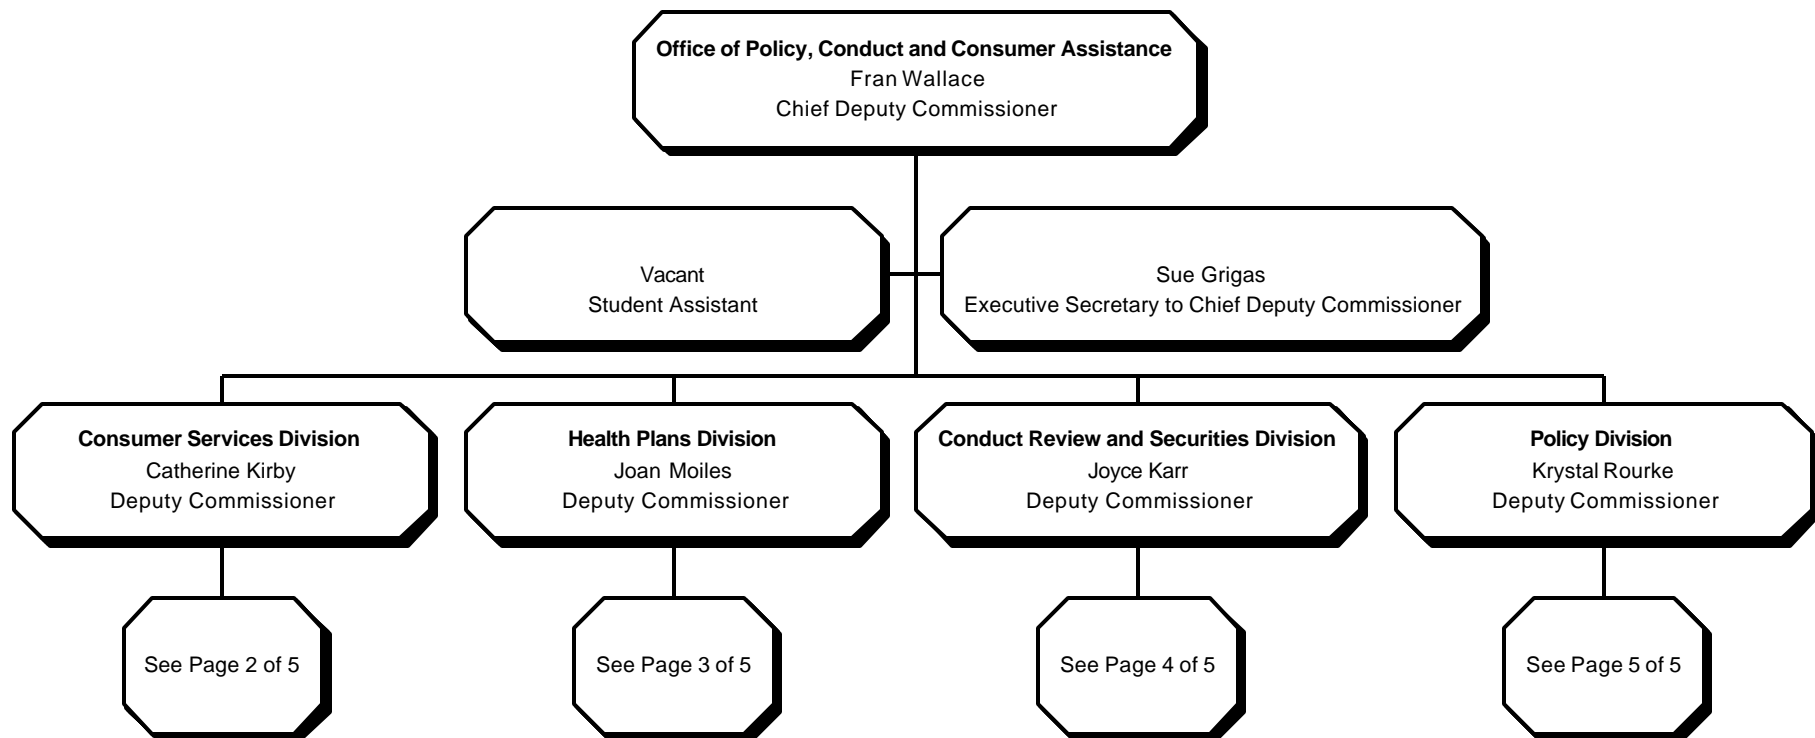 Office of Policy, Conduct and Consumer Assistance
Fran Wallace
Chief Deputy Commissioner
Vacant
Student Assistant
Sue Grigas
Executive Secretary to Chief Deputy Commissioner
Consumer Services Division
Catherine Kirby
Deputy Commissioner
Health Plans Division
Joan Moiles
Deputy Commissioner
Conduct Review and Securities Division
Joyce Karr
Deputy Commissioner
Policy Division
Krystal Rourke
Deputy Commissioner
See Page 2 of 5
See Page 3 of 5
See Page 4 of 5
See Page 5 of 5